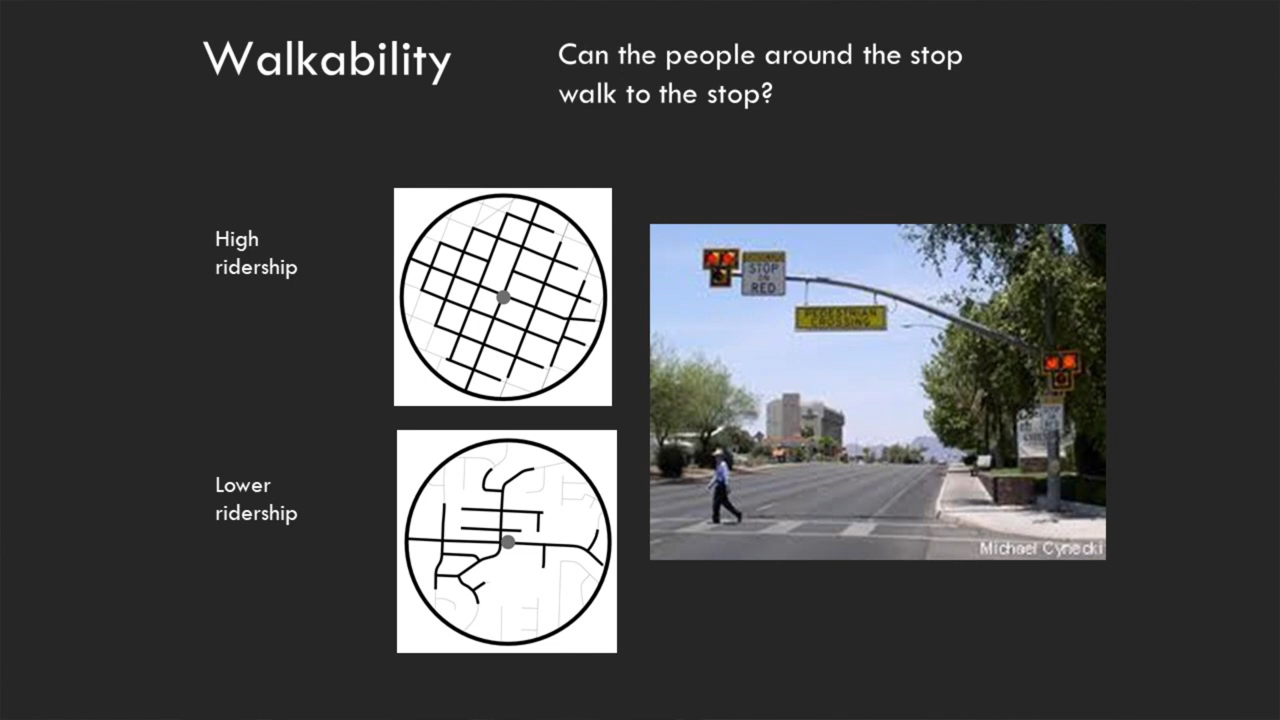 Walkability
Can the people around the stop
walk to the stop?
High
ridership
Lower
ridership
STOP
ON
RED
PEDESTRIAN
CROSSING
Michael Cynecki